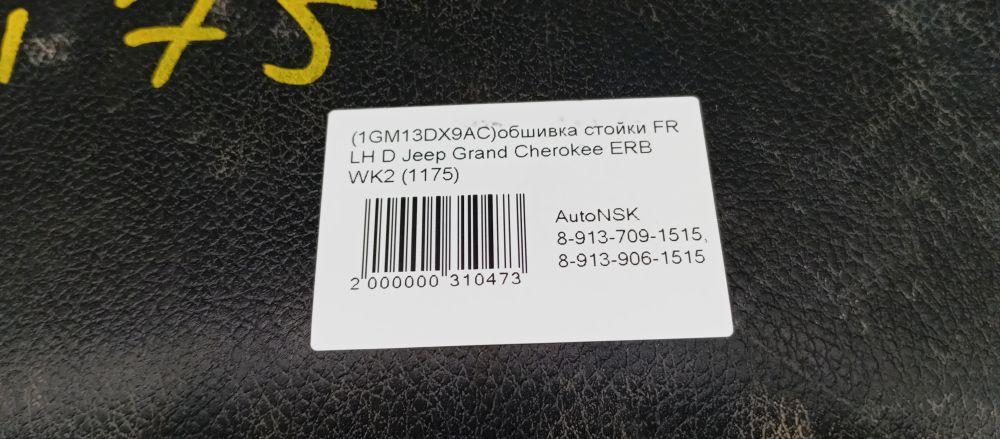 175
(1GM13DX9AC)обшивка стойки FR
LH D Jeep Grand Cherokee ERB
WK2 (1175)
AutoNSK
8-913-709-1515,
8-913-906-1515
2 000000 310473